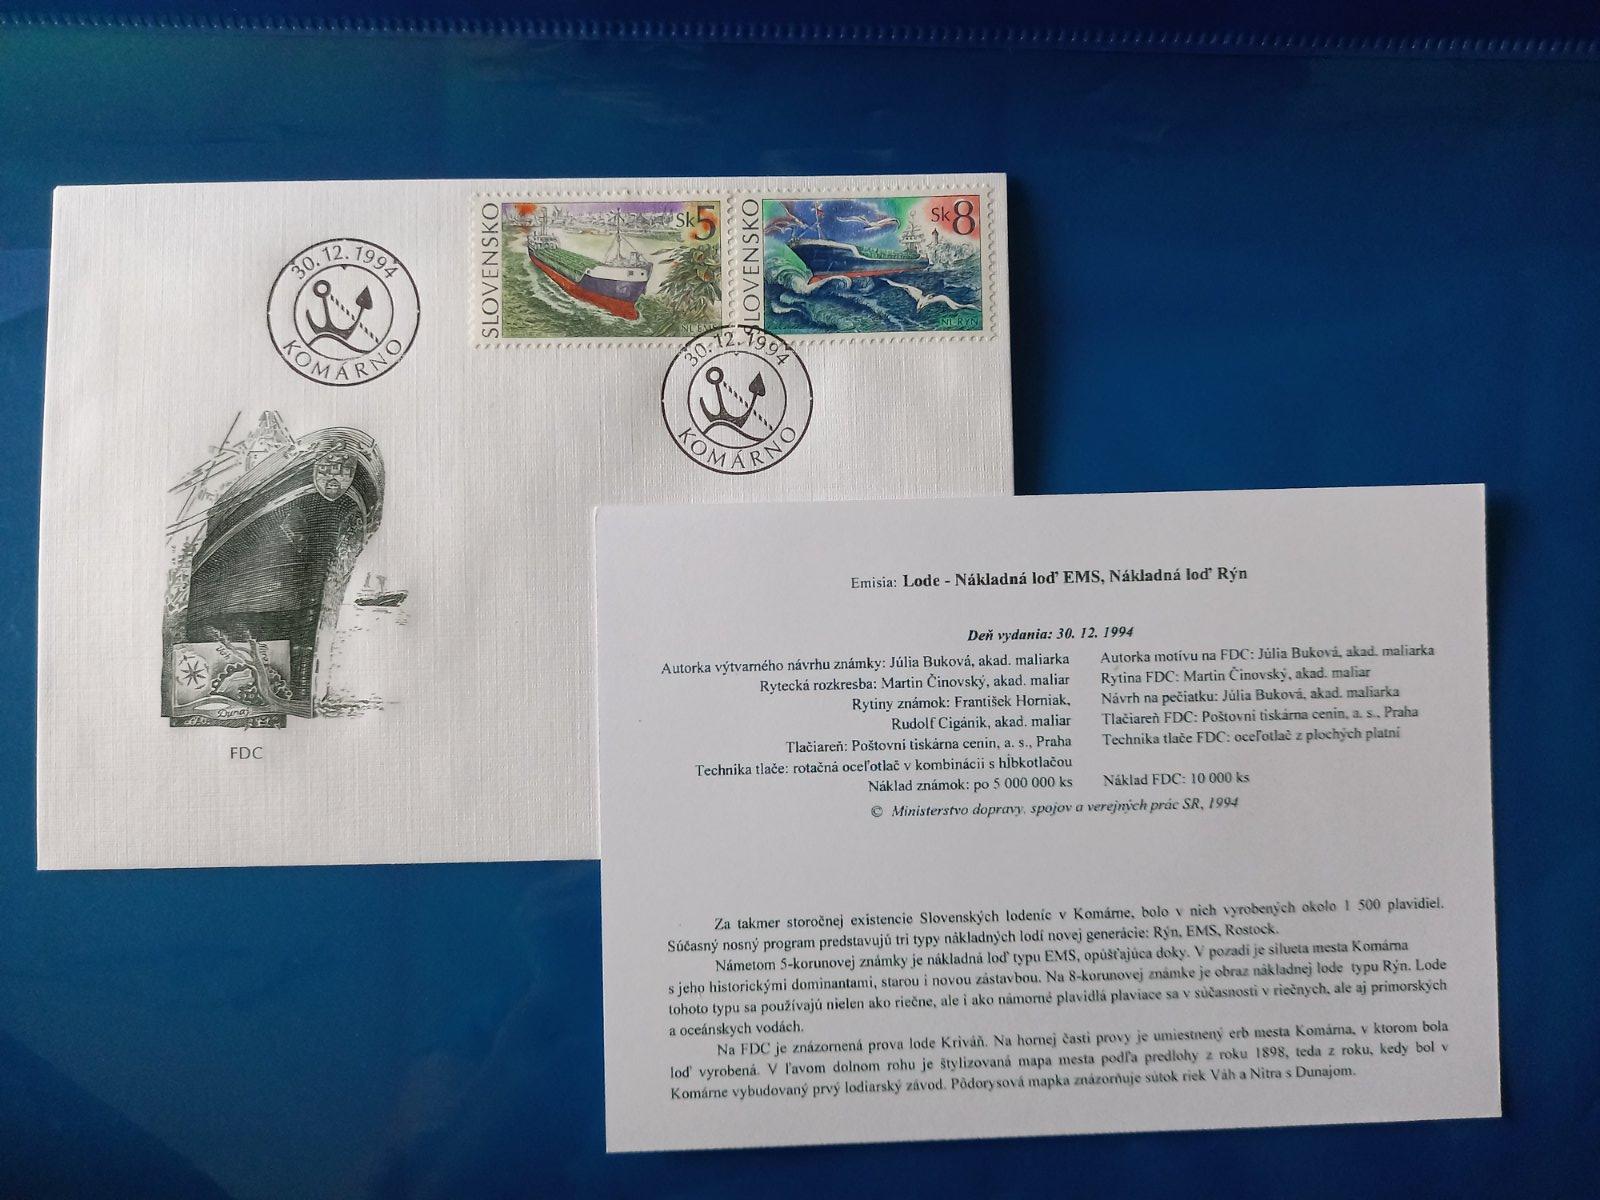 30.12.1994
KOMÁRNO
SLOVENSKO
Sk5
NL EMS
SLOVENSKO
Sk8
NL RÝN
30.12.1994
KOMÁRNO
Dunaj
FDC
Emisia: Lode - Nákladná loď EMS, Nákladná loď Rýn
Deň vydania: 30. 12. 1994
Autorka výtvarného návrhu známky: Júlia Buková, akad. maliarka
Rytecká rozkresba: Martin Činovský, akad. maliar
Rytiny známok: František Horniak,
Rudolf Cigánik, akad. maliar
Tlačiareň: Poštovní tiskárna cenin, a. s., Praha
Technika tlače: rotačná oceľotlač v kombinácii s hĺbkotlačou
Náklad známok: po 5 000 000 ks
Autorka motívu na FDC: Júlia Buková, akad. maliarka
Rytina FDC: Martin Činovský, akad. maliar
Návrh na pečiatku: Júlia Buková, akad. maliarka
Tlačiareň FDC: Poštovní tiskárna cenin, a. s., Praha
Technika tlače FDC: oceľotlač z plochých platní
Náklad FDC: 10 000 ks
© Ministerstvo dopravy, spojov a verejných prác SR, 1994
Za takmer storočnej existencie Slovenských lodeníc v Komárne, bolo v nich vyrobených okolo 1 500 plavidiel.
Súčasný nosný program predstavujú tri typy nákladných lodí novej generácie: Rýn, EMS, Rostock.
Námetom 5-korunovej známky je nákladná loď typu EMS, opúšťajúca doky. V pozadí je silueta mesta Komárna
s jeho historickými dominantami, starou i novou zástavbou. Na 8-korunovej známke je obraz nákladnej lode typu Rýn. Lode
tohoto typu sa používajú nielen ako riečne, ale i ako námorné plavidlá plaviace sa v súčasnosti v riečnych, ale aj primorských
a oceánskych vodách.
Na FDC je znázornená prova lode Kriváň. Na hornej časti provy je umiestnený erb mesta Komárna, v ktorom bola
loď vyrobená. V ľavom dolnom rohu je štylizovaná mapa mesta podľa predlohy z roku 1898, teda z roku, kedy bol v
Komárne vybudovaný prvý lodiarský závod. Pôdorysová mapka znázorňuje sútok riek Váh a Nitra s Dunajom.